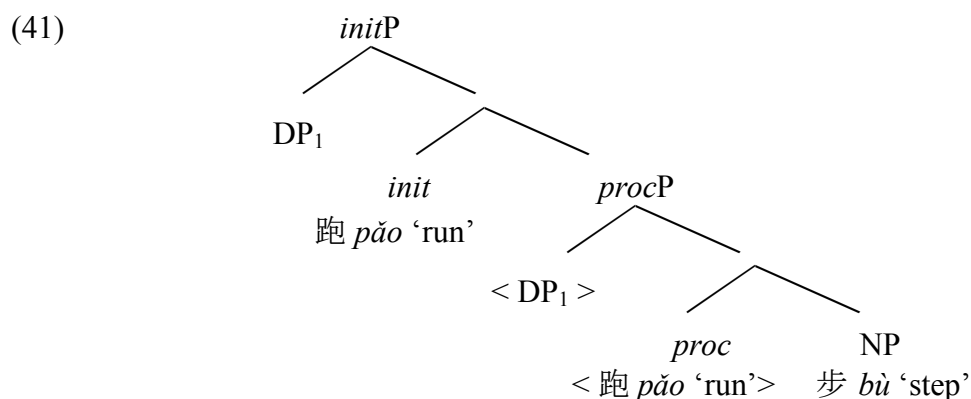 (41)
initP
DP₁
init
跑 pǎo ‘run’
procP
< DP₁ >
proc
< 跑 pǎo ‘run’>
NP
步 bù ‘step’